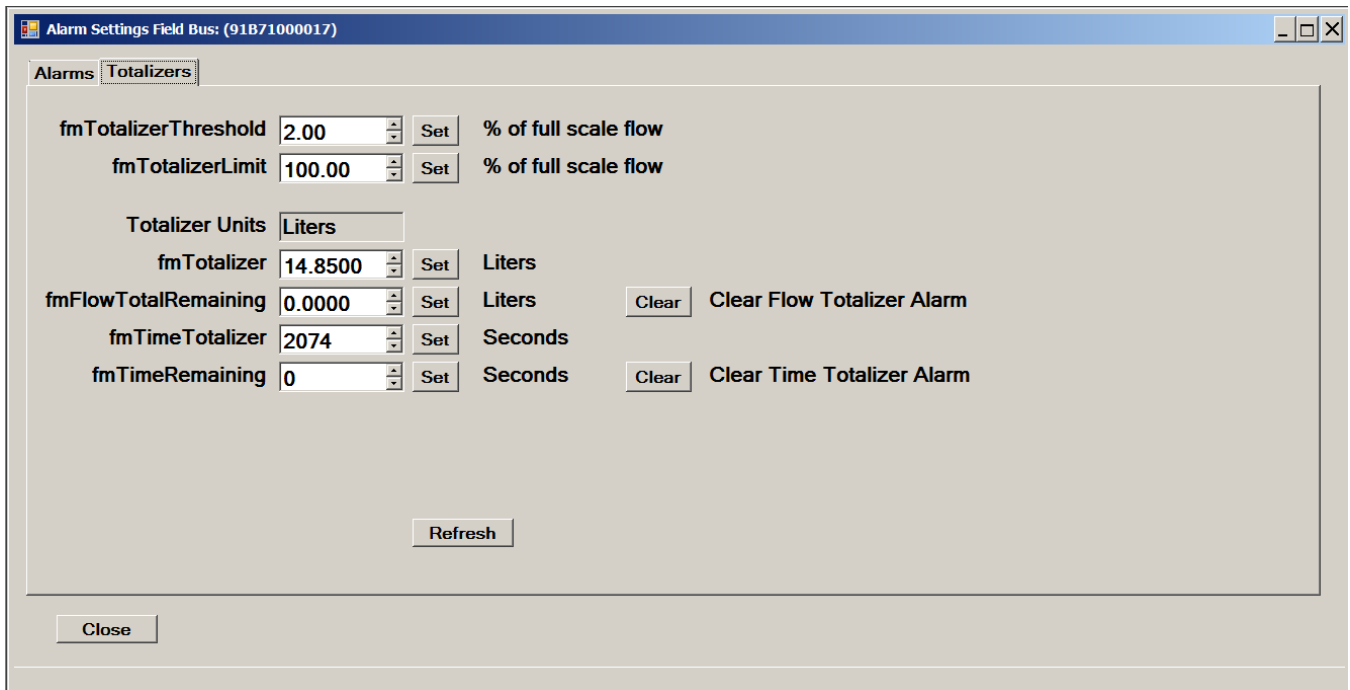 Alarm Settings Field Bus: (91B71000017)
Alarms Totalizers
fmTotalizerThreshold 2.00 Set % of full scale flow
fmTotalizerLimit 100.00 Set % of full scale flow
Totalizer Units Liters
fmTotalizer 14.8500 Set Liters
fmFlowTotalRemaining 0.0000 Set Liters Clear Clear Flow Totalizer Alarm
fmTimeTotalizer 2074 Set Seconds
fmTimeRemaining 0 Set Seconds Clear Clear Time Totalizer Alarm
Refresh
Close